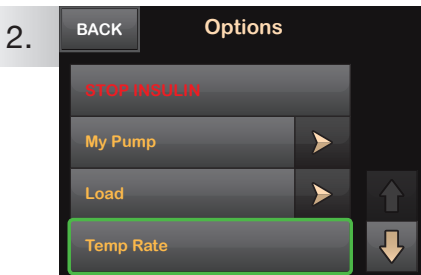 2.
BACK
Options
STOP INSULIN
My Pump
Load
Temp Rate